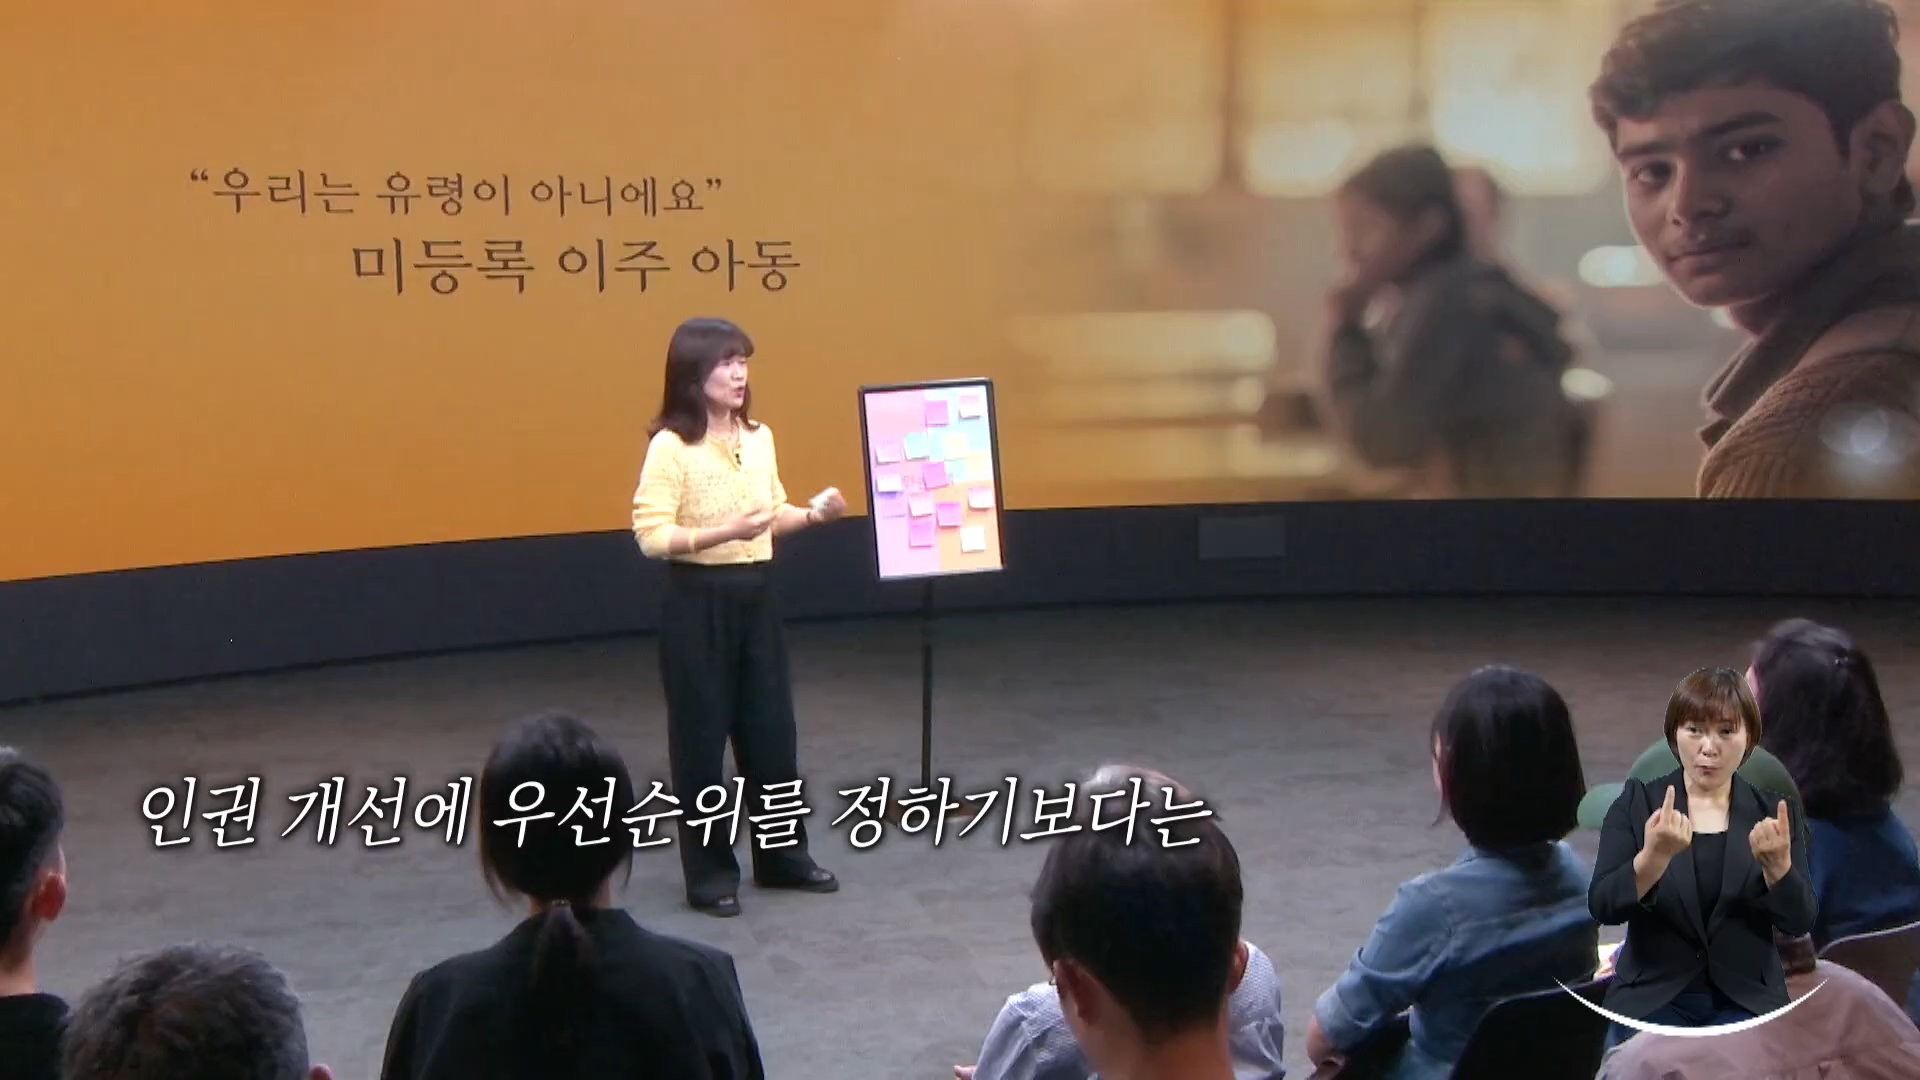 “우리는 유령이 아니에요”
미등록 이주 아동
인권 개선에 우선순위를 정하기보다는